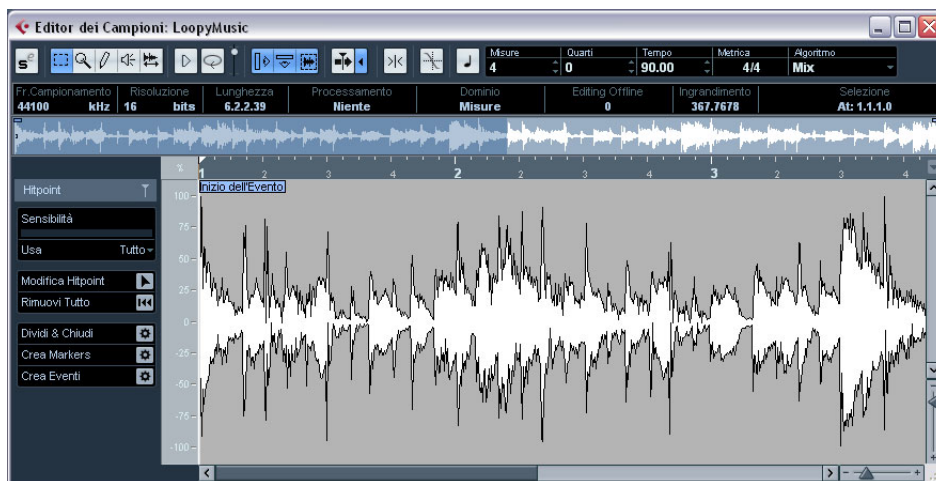 Editor dei Campioni: LoopyMusic
Misure Quarti Tempo Metrica Algoritmo
4 0 90.00 4/4 Mix
Fr.Campionamento Risoluzione Lunghezza Processamento Dominio Editing Offline Ingrandimento Selezione
44100 kHz 16 bits 6.2.2.39 Niente Misure 0 367.7678 At: 1.1.1.0
% 1 2 3 4 2 2 3 4 3 2 3 4
Inizio dell'Evento
Hitpoint
Sensibilità
Usa Tutto
Modifica Hitpoint
Rimuovi Tutto
Dividi & Chiudi
Crea Markers
Crea Eventi
100
75
50
25
0
-25
-50
-75
-100